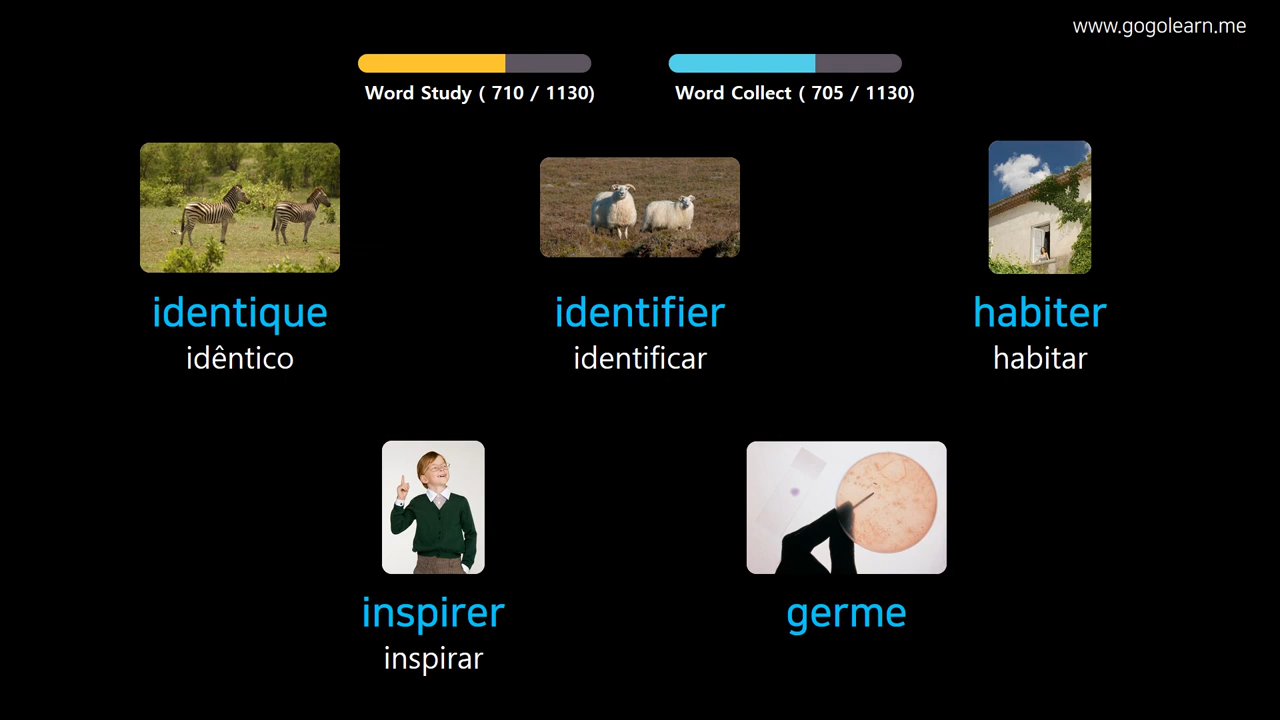 www.gogolearn.me
Word Study ( 710 / 1130)
Word Collect ( 705 / 1130)
identique
idêntico
identifier
identificar
habiter
habitar
inspirer
inspirar
germe